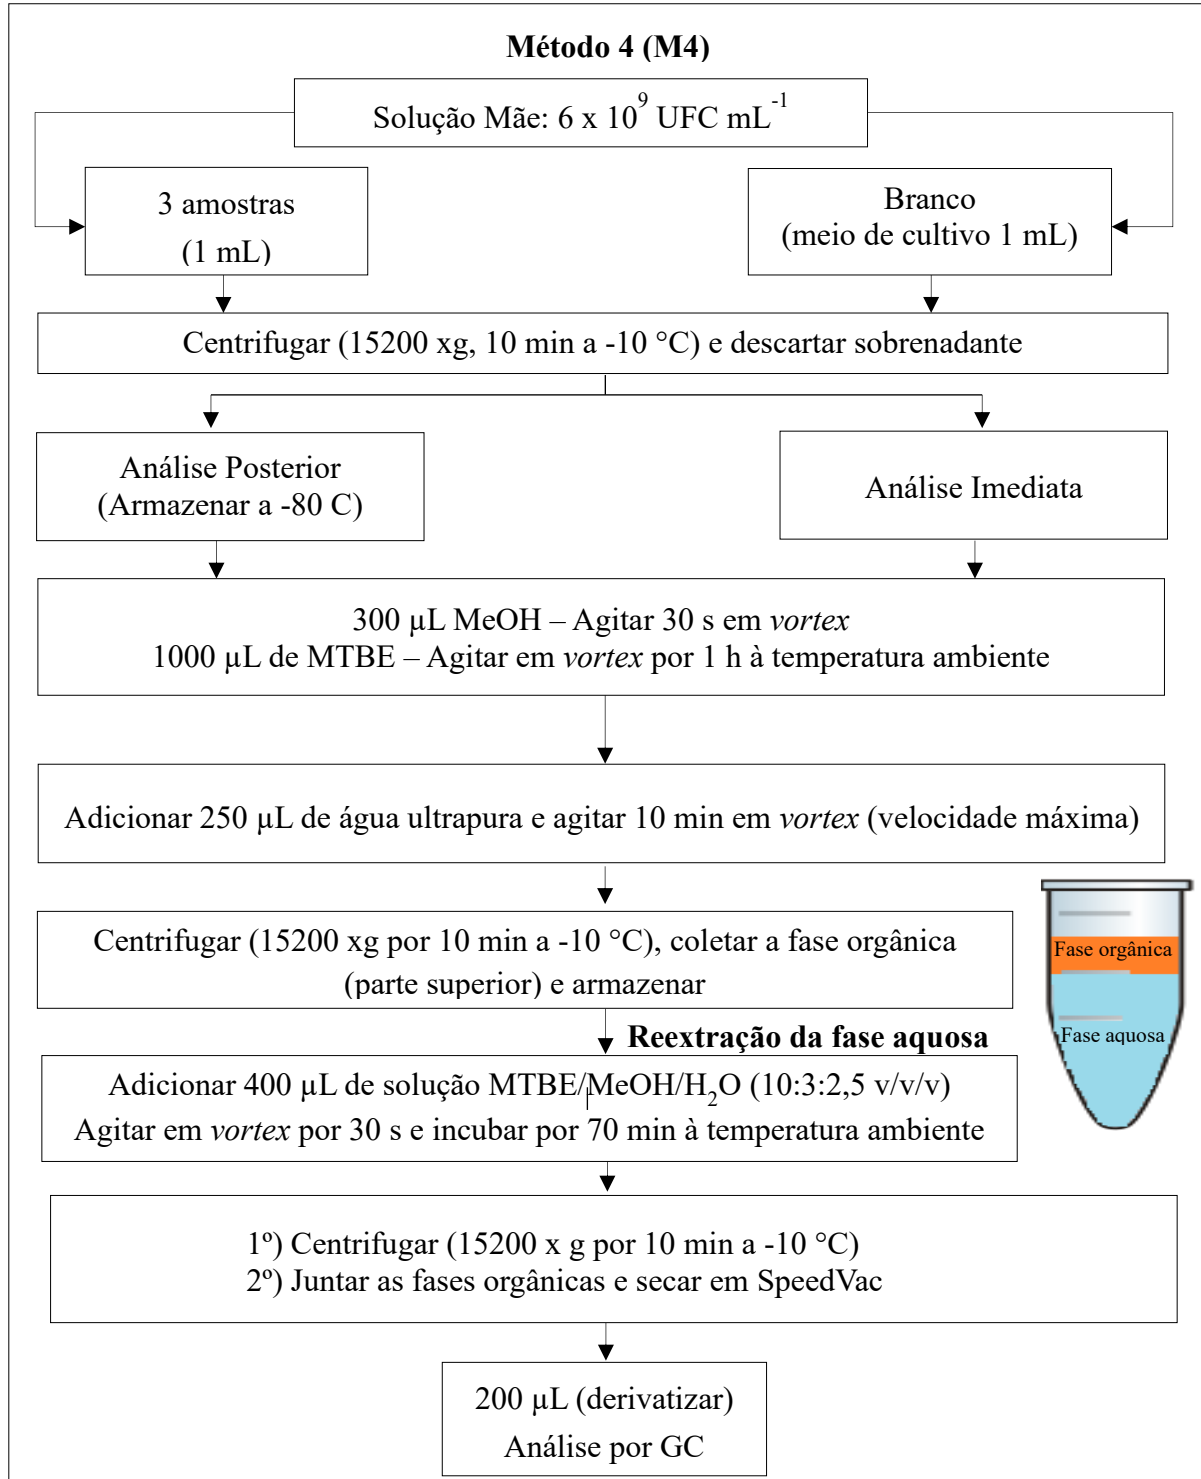 Método 4 (M4)
Solução Mãe: 6 x 10⁹ UFC mL⁻¹
3 amostras
(1 mL)
Branco
(meio de cultivo 1 mL)
Centrifugar (15200 xg, 10 min a -10 °C) e descartar sobrenadante
Análise Posterior
(Armazenar a -80 C)
Análise Imediata
300 µL MeOH – Agitar 30 s em vortex
1000 µL de MTBE – Agitar em vortex por 1 h à temperatura ambiente
Adicionar 250 µL de água ultrapura e agitar 10 min em vortex (velocidade máxima)
Centrifugar (15200 xg por 10 min a -10 °C), coletar a fase orgânica
(parte superior) e armazenar
Fase orgânica
Fase aquosa
Reextração da fase aquosa
Adicionar 400 µL de solução MTBE/MeOH/H₂O (10:3:2,5 v/v/v)
Agitar em vortex por 30 s e incubar por 70 min à temperatura ambiente
1º) Centrifugar (15200 x g por 10 min a -10 °C)
2º) Juntar as fases orgânicas e secar em SpeedVac
200 µL (derivatizar)
Análise por GC